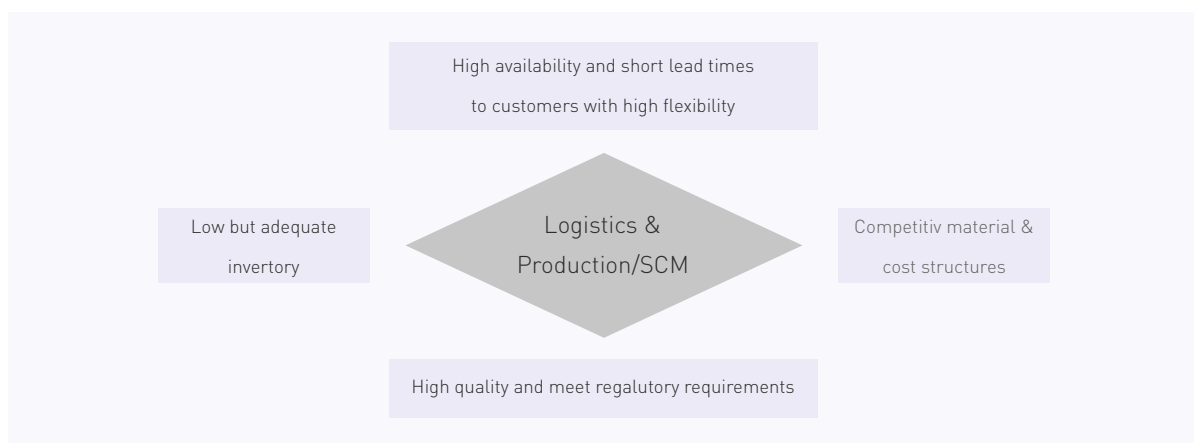 High availability and short lead times
to customers with high flexibility
Logistics &
Production/SCM
Low but adequate
invertory
Competitiv material &
cost structures
High quality and meet regalutory requirements